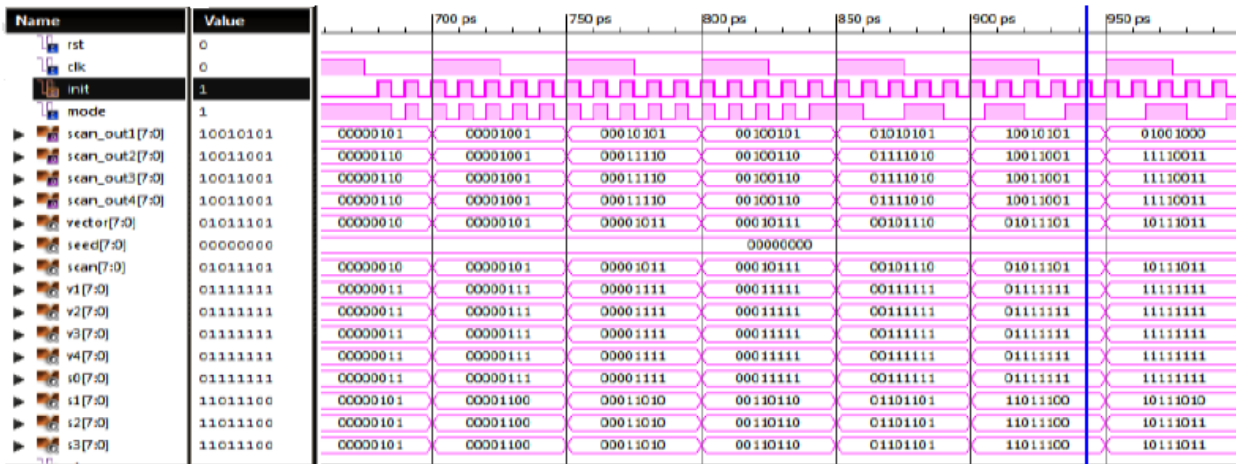 Name Value 700 ps 750 ps 800 ps 850 ps 900 ps 950 ps
rst 0
clk 0
init 1
mode 1
scan_out1[7:0] 10010101 00000101 00001001 00010101 00100101 01010101 10010101 01001000
scan_out2[7:0] 10011001 00000110 00001001 00011110 00100110 01111010 10011001 11110011
scan_out3[7:0] 10011001 00000110 00001001 00011110 00100110 01111010 10011001 11110011
scan_out4[7:0] 10011001 00000110 00001001 00011110 00100110 01111010 10011001 11110011
vector[7:0] 01011101 00000010 00000101 00001011 00010111 00101110 01011101 10111011
seed[7:0] 00000000 00000000
scan[7:0] 01011101 00000010 00000101 00001011 00010111 00101110 01011101 10111011
v1[7:0] 01111111 00000011 00000111 00001111 00011111 00111111 01111111 11111111
v2[7:0] 01111111 00000011 00000111 00001111 00011111 00111111 01111111 11111111
v3[7:0] 01111111 00000011 00000111 00001111 00011111 00111111 01111111 11111111
v4[7:0] 01111111 00000011 00000111 00001111 00011111 00111111 01111111 11111111
s0[7:0] 01111111 00000011 00000111 00001111 00011111 00111111 01111111 11111111
s1[7:0] 11011100 00000101 00001100 00011010 00110110 01101101 11011100 10111010
s2[7:0] 11011100 00000101 00001100 00011010 00110110 01101101 11011100 10111011
s3[7:0] 11011100 00000101 00001100 00011010 00110110 01101101 11011100 10111011